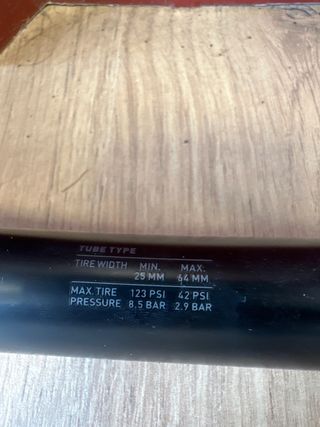 TUBE TYPE
TIRE WIDTH MIN. MAX.
25 MM 64 MM
MAX. TIRE 123 PSI 42 PSI
PRESSURE 8.5 BAR 2.9 BAR